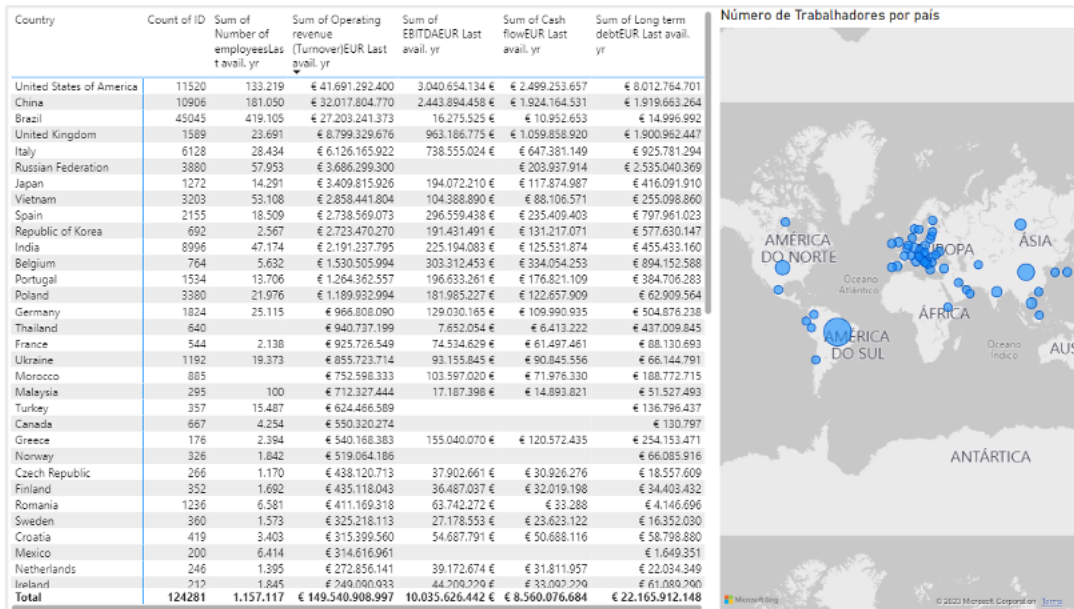 Country Count of ID Sum of Number of employeesLas t avail. yr Sum of Operating revenue (Turnover)EUR Last avail. yr Sum of EBITDAEUR Last avail. yr Sum of Cash flowEUR Last avail. yr Sum of Long term debtEUR Last avail. yr
United States of America 11520 133.219 € 41.691.292.400 3.040.654.134 € € 2.499.253.657 € 8.012.764.701
China 10906 181.050 € 32.017.804.770 2.443.894.458 € € 1.924.164.531 € 1.919.663.264
Brazil 45045 419.105 € 27.203.241.373 16.275.525 € € 10.952.653 € 14.996.992
United Kingdom 1589 23.691 € 8.799.329.676 963.186.775 € € 1.059.858.920 € 1.900.962.447
Italy 6128 28.434 € 6.126.165.922 738.555.024 € € 647.381.149 € 925.781.294
Russian Federation 3880 57.953 € 3.686.299.300 € 203.937.914 € 2.535.040.369
Japan 1272 14.291 € 3.409.815.926 194.072.210 € € 117.874.987 € 416.091.910
Vietnam 3203 53.108 € 2.858.441.804 104.388.890 € € 88.106.571 € 255.098.860
Spain 2155 18.509 € 2.738.569.073 296.559.438 € € 235.409.403 € 797.961.023
Republic of Korea 692 2.567 € 2.723.470.270 191.431.491 € € 131.217.071 € 577.630.147
India 8996 47.174 € 2.191.237.795 225.194.083 € € 125.531.874 € 455.433.160
Belgium 764 5.632 € 1.530.505.994 303.312.453 € € 334.054.253 € 894.152.588
Portugal 1534 13.706 € 1.264.362.557 196.633.261 € € 176.821.109 € 384.706.283
Poland 3380 21.976 € 1.189.932.994 181.985.227 € € 122.657.909 € 62.909.564
Germany 1824 25.115 € 966.808.090 129.030.165 € € 109.990.935 € 504.876.238
Thailand 640 € 940.737.199 7.652.054 € € 6.413.222 € 437.009.845
France 544 2.138 € 925.726.549 74.534.629 € € 61.497.461 € 88.130.693
Ukraine 1192 19.373 € 855.723.714 93.155.845 € € 90.845.556 € 66.144.791
Morocco 885 € 752.598.333 103.597.020 € € 71.976.330 € 188.772.715
Malaysia 295 100 € 712.327.444 17.187.398 € € 14.893.821 € 51.527.493
Turkey 357 15.487 € 624.466.589 € 136.796.437
Canada 667 4.254 € 550.320.274 € 130.797
Greece 176 2.394 € 540.168.383 155.040.070 € € 120.572.435 € 254.153.471
Norway 326 1.842 € 519.064.186 € 66.085.916
Czech Republic 266 1.170 € 438.120.713 37.902.661 € € 30.926.276 € 18.557.609
Finland 352 1.692 € 435.118.043 36.487.037 € € 32.019.198 € 34.403.432
Romania 1236 6.581 € 411.169.318 63.742.272 € € 33.288 € 4.146.696
Sweden 360 1.573 € 325.218.113 27.178.553 € € 23.623.122 € 16.352.030
Croatia 419 3.403 € 315.399.560 54.687.791 € € 50.688.116 € 58.798.880
Mexico 200 6.414 € 314.616.961 € 1.649.351
Netherlands 246 1.395 € 272.856.141 39.172.674 € € 31.811.957 € 22.034.349
Ireland 212 1.845 € 249.090.933 44.209.229 € € 33.092.229 € 61.089.290
Total 124281 1.157.117 € 149.540.908.997 10.035.626.442 € € 8.560.076.684 € 22.165.912.148
Número de Trabalhadores por país
AMÉRICA DO NORTE
ÁSIA
Oceano Atlântico
ÁFRICA
AMÉRICA DO SUL
Oceano Índico
AUS
ANTÁRTICA
Microsoft Bing
© 2023 Microsoft Corporation Terms